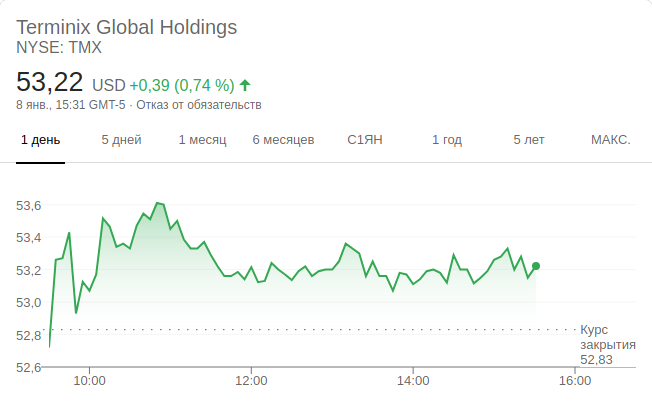 Terminix Global Holdings
NYSE: TMX
53,22 USD +0,39 (0,74 %)
8 янв., 15:31 GMT-5 · Отказ от обязательств
1 день 5 дней 1 месяц 6 месяцев С1ЯН 1 год 5 лет МАКС.
53,6
53,4
53,2
53,0
52,8
52,6
Курс
закрытия
52,83
10:00 12:00 14:00 16:00